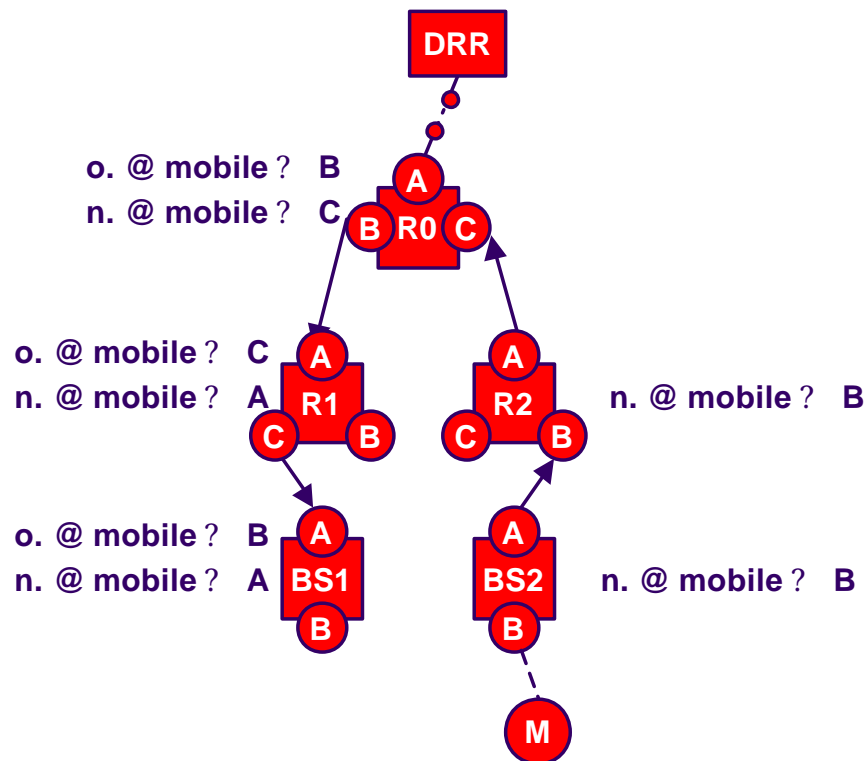 DRR
o. @ mobile ? B
n. @ mobile ? C
A
B R0 C
o. @ mobile ? C
n. @ mobile ? A
A
R1
C B
A
R2
C B
n. @ mobile ? B
o. @ mobile ? B
n. @ mobile ? A
A
BS1
B
A
BS2
B
n. @ mobile ? B
M